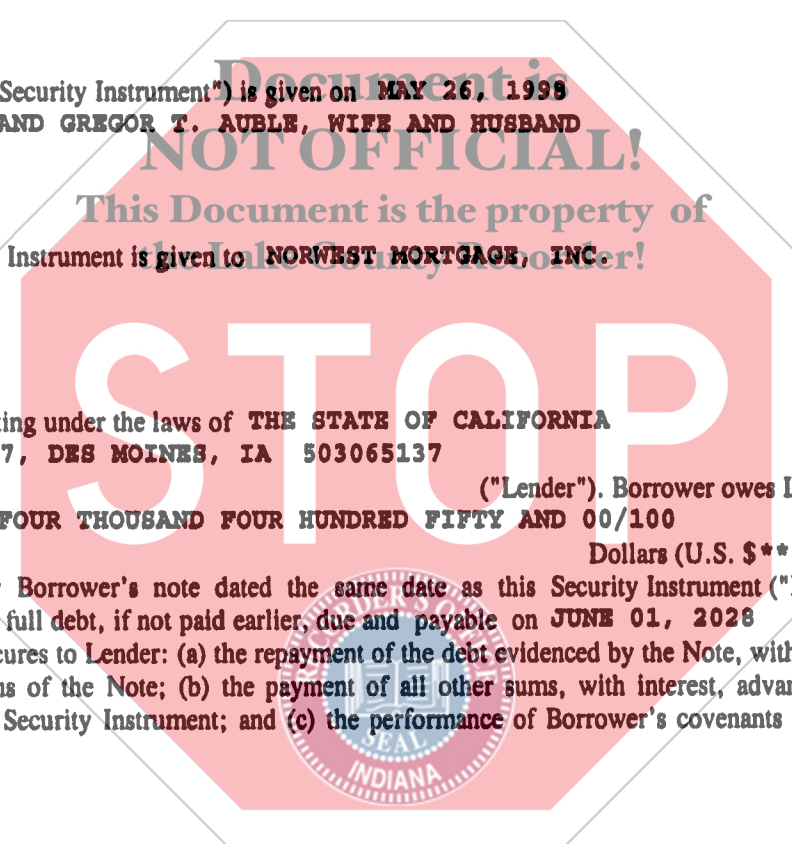 Document is
Security Instrument") is given on MAY 26, 1998
AND GREGOR T. AUBLE, WIFE AND HUSBAND
NOT OFFICIAL!
This Document is the property of
the Lake County Recorder!
Instrument is given to NORWEST MORTGAGE, INC.
STOP
ting under the laws of THE STATE OF CALIFORNIA
7, DES MOINES, IA 503065137
("Lender"). Borrower owes L
FOUR THOUSAND FOUR HUNDRED FIFTY AND 00/100
Dollars (U.S. $**
Borrower's note dated the same date as this Security Instrument ("
full debt, if not paid earlier, due and payable on JUNE 01, 2028
cures to Lender: (a) the repayment of the debt evidenced by the Note, with
ns of the Note; (b) the payment of all other sums, with interest, advan
Security Instrument; and (c) the performance of Borrower's covenants
RECORDER'S OFFICE
SEAL
INDIANA